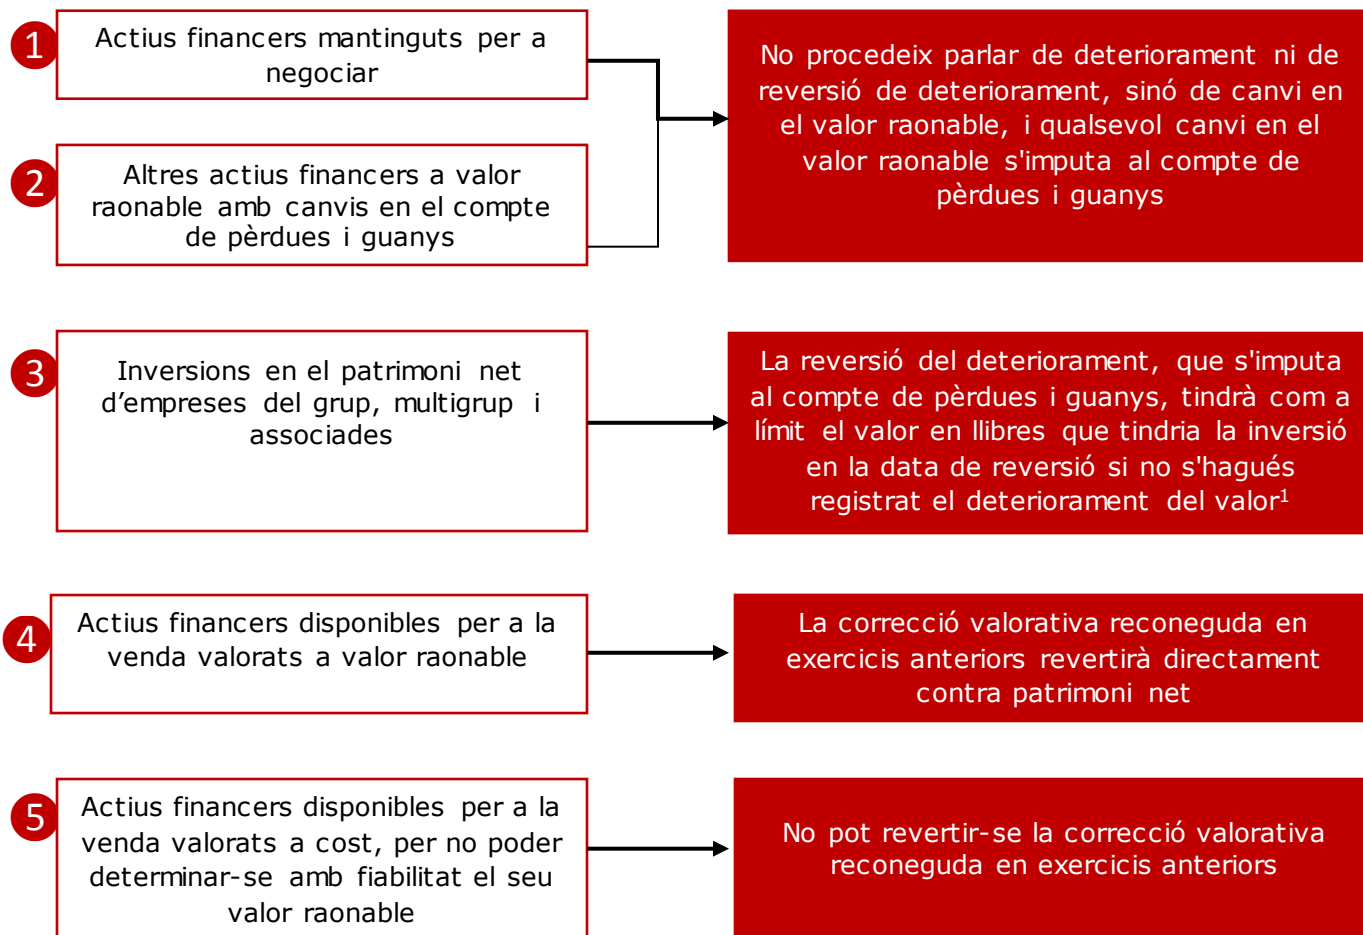 1
Actius financers mantinguts per a
negociar
No procedeix parlar de deteriorament ni de
reversió de deteriorament, sinó de canvi en
el valor raonable, i qualsevol canvi en el
valor raonable s'imputa al compte de
pèrdues i guanys
2
Altres actius financers a valor
raonable amb canvis en el compte
de pèrdues i guanys
3
Inversions en el patrimoni net
d’empreses del grup, multigrup i
associades
La reversió del deteriorament, que s'imputa
al compte de pèrdues i guanys, tindrà com a
límit el valor en llibres que tindria la inversió
en la data de reversió si no s'hagués
registrat el deteriorament del valor¹
4
Actius financers disponibles per a la
venda valorats a valor raonable
La correcció valorativa reconeguda en
exercicis anteriors revertirà directament
contra patrimoni net
5
Actius financers disponibles per a la
venda valorats a cost, per no poder
determinar-se amb fiabilitat el seu
valor raonable
No pot revertir-se la correcció valorativa
reconeguda en exercicis anteriors